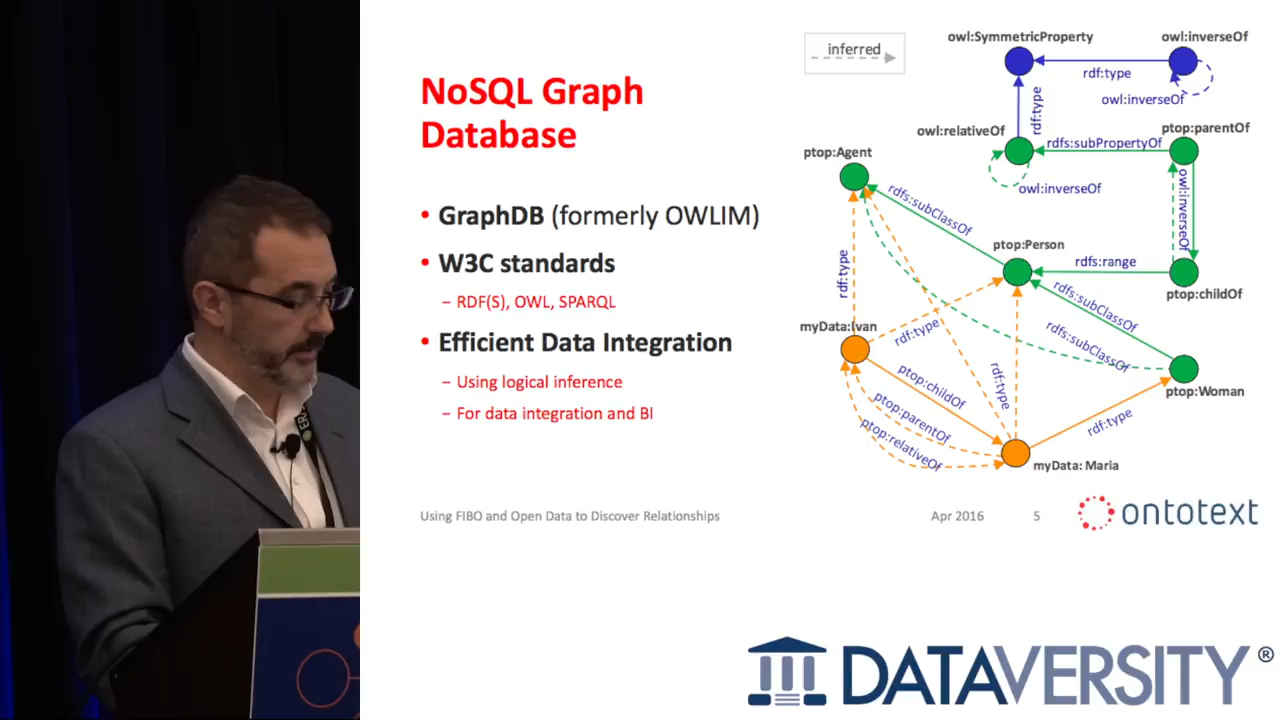 NoSQL Graph
Database
• GraphDB (formerly OWLIM)
• W3C standards
– RDF(S), OWL, SPARQL
• Efficient Data Integration
– Using logical inference
– For data integration and BI
inferred
owl:SymmetricProperty
owl:inverseOf
rdf:type
owl:inverseOf
rdf:type
owl:relativeOf
ptop:parentOf
rdfs:subPropertyOf
owl:inverseOf
owl:inverseOf
ptop:Agent
rdfs:subClassOf
ptop:Person
rdfs:range
ptop:childOf
rdf:type
rdfs:subClassOf
myData:Ivan
rdf:type
rdfs:subClassOf
ptop:childOf
rdf:type
ptop:Woman
ptop:parentOf
rdf:type
ptop:relativeOf
myData: Maria
Using FIBO and Open Data to Discover Relationships
Apr 2016
5
ontotext
DATAVERSITY®